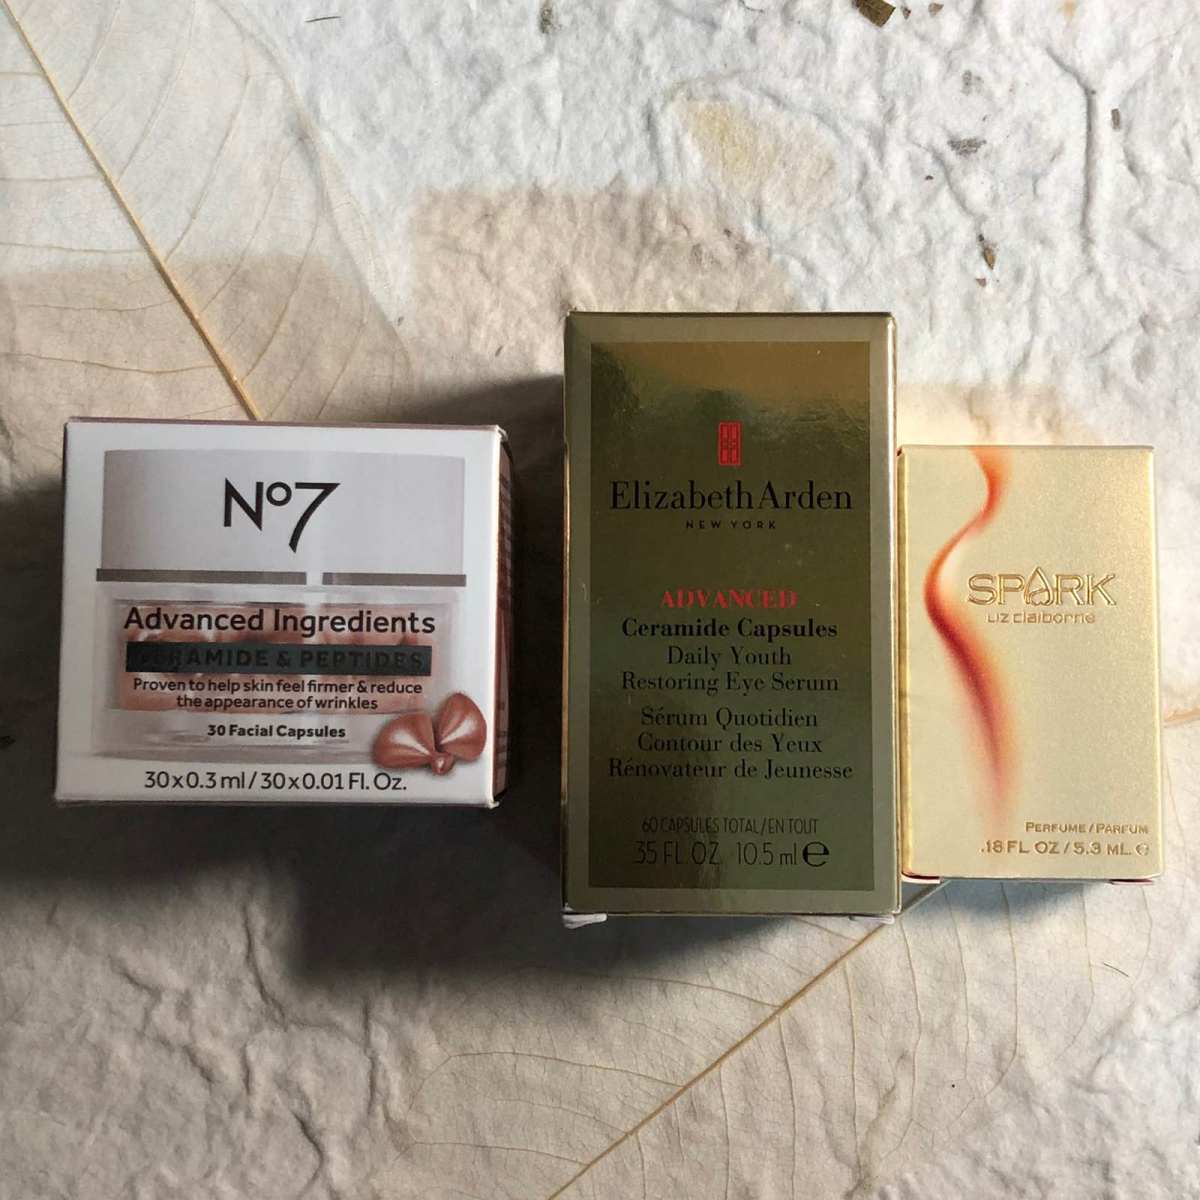 No7
Advanced Ingredients
CERAMIDE & PEPTIDES
Proven to help skin feel firmer & reduce
the appearance of wrinkles
30 Facial Capsules
30x0.3ml/30x0.01 Fl. Oz.
Elizabeth Arden
NEW YORK
ADVANCED
Ceramide Capsules
Daily Youth
Restoring Eye Serum
Sérum Quotidien
Contour des Yeux
Rénovateur de Jeunesse
60 CAPSULES TOTAL/EN TOUT
.35 FL. OZ. 10.5 ml ℮
SPARK
LIZ claiborne
PERFUME/PARFUM
.18 FL OZ/5.3 ML. ℮